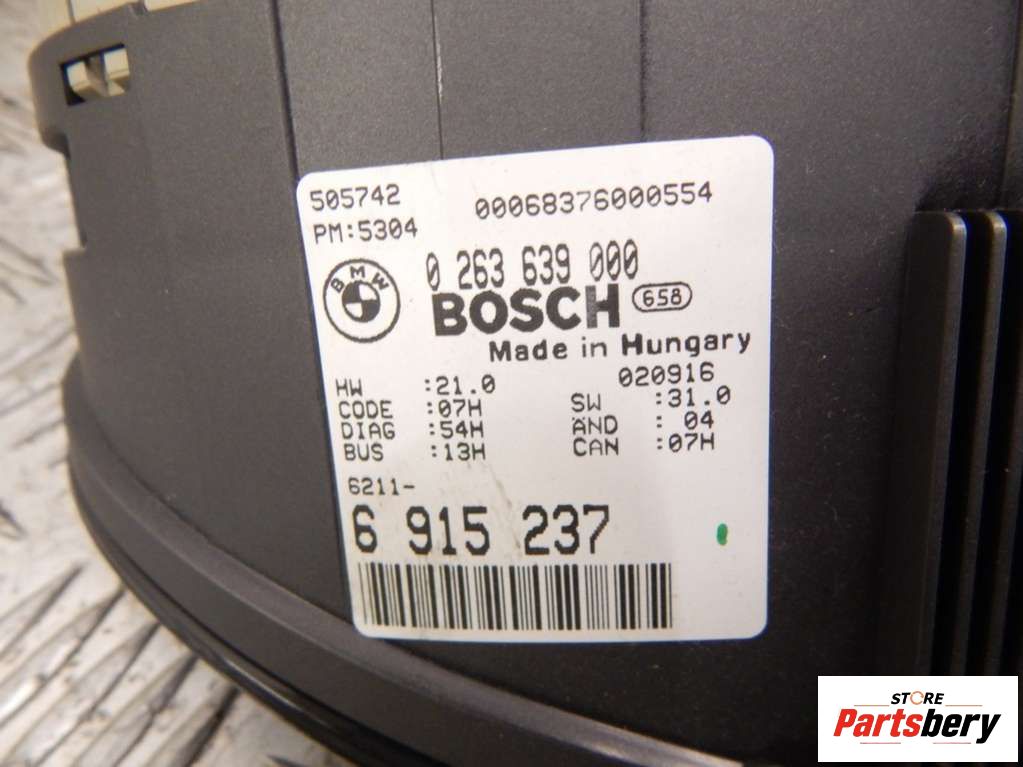 505742 00068376000554
PM:5304
BMW
0 263 639 000
BOSCH 658
Made in Hungary
020916
HW :21.0 SW :31.0
CODE :07H ÄND : 04
DIAG :54H CAN :07H
BUS :13H
6211-
6 915 237
STORE
Partsbery